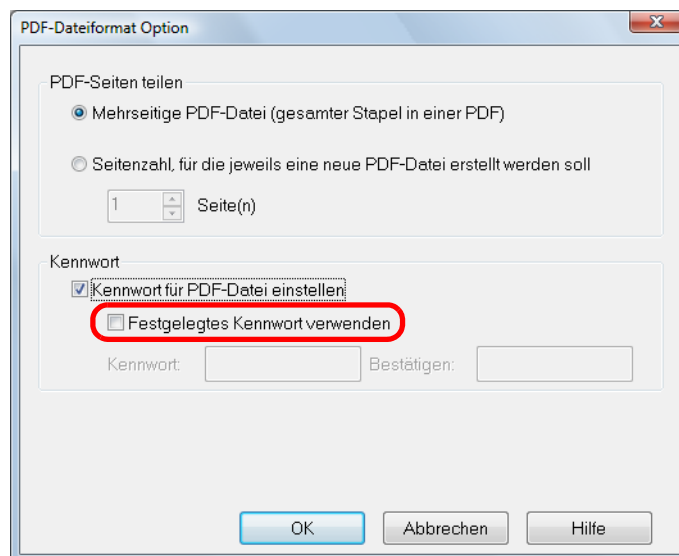 PDF-Dateiformat Option
PDF-Seiten teilen
Mehrseitige PDF-Datei (gesamter Stapel in einer PDF)
Seitenzahl, für die jeweils eine neue PDF-Datei erstellt werden soll
1 Seite(n)
Kennwort
Kennwort für PDF-Datei einstellen
Festgelegtes Kennwort verwenden
Kennwort: Bestätigen:
OK Abbrechen Hilfe